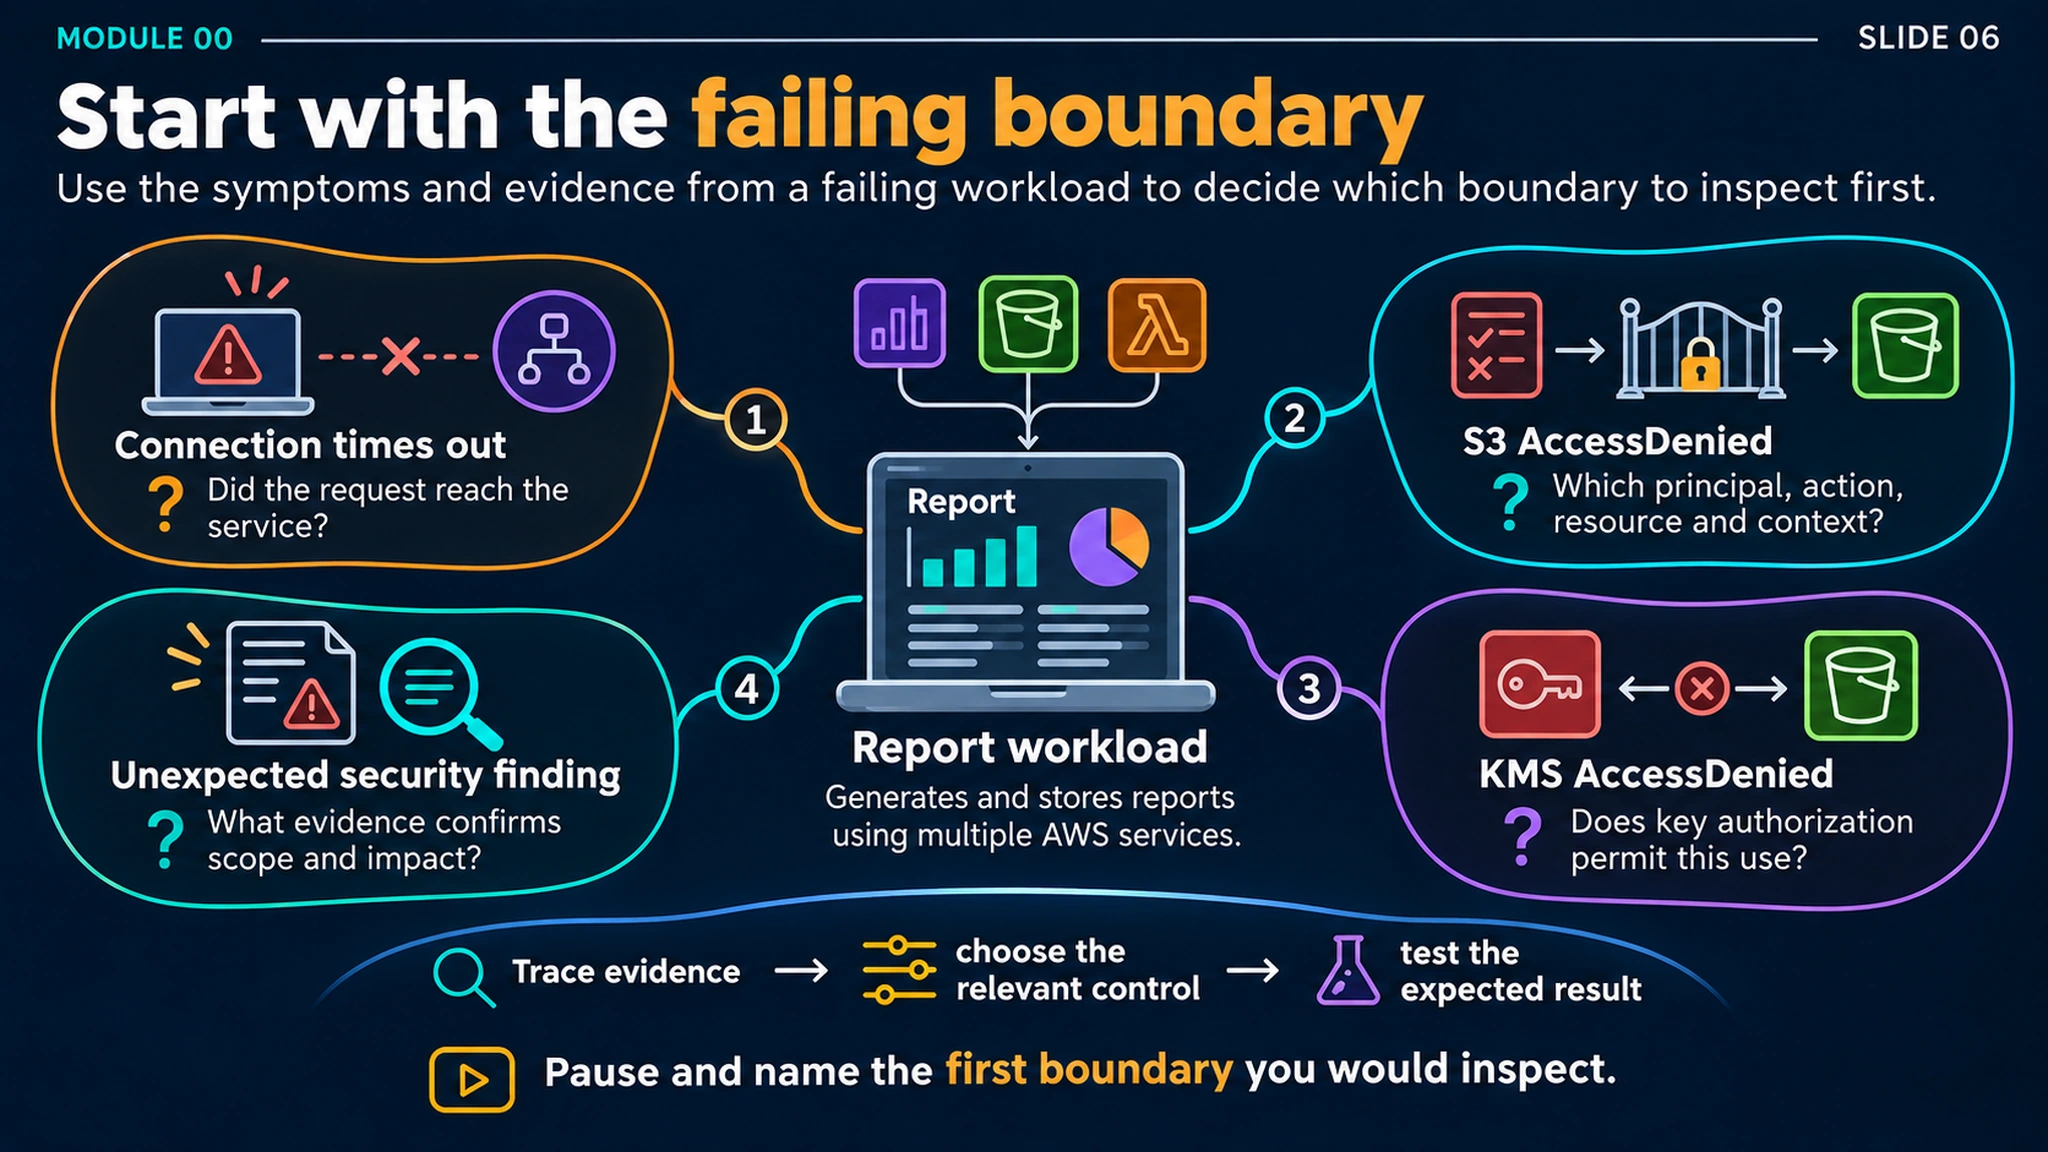 MODULE 00
SLIDE 06
Start with the failing boundary
Use the symptoms and evidence from a failing workload to decide which boundary to inspect first.
1
Connection times out
?
Did the request reach the
service?
2
S3 AccessDenied
?
Which principal, action,
resource and context?
Report
Report workload
Generates and stores reports
using multiple AWS services.
4
Unexpected security finding
?
What evidence confirms
scope and impact?
3
KMS AccessDenied
?
Does key authorization
permit this use?
Trace evidence
choose the
relevant control
test the
expected result
Pause and name the first boundary you would inspect.